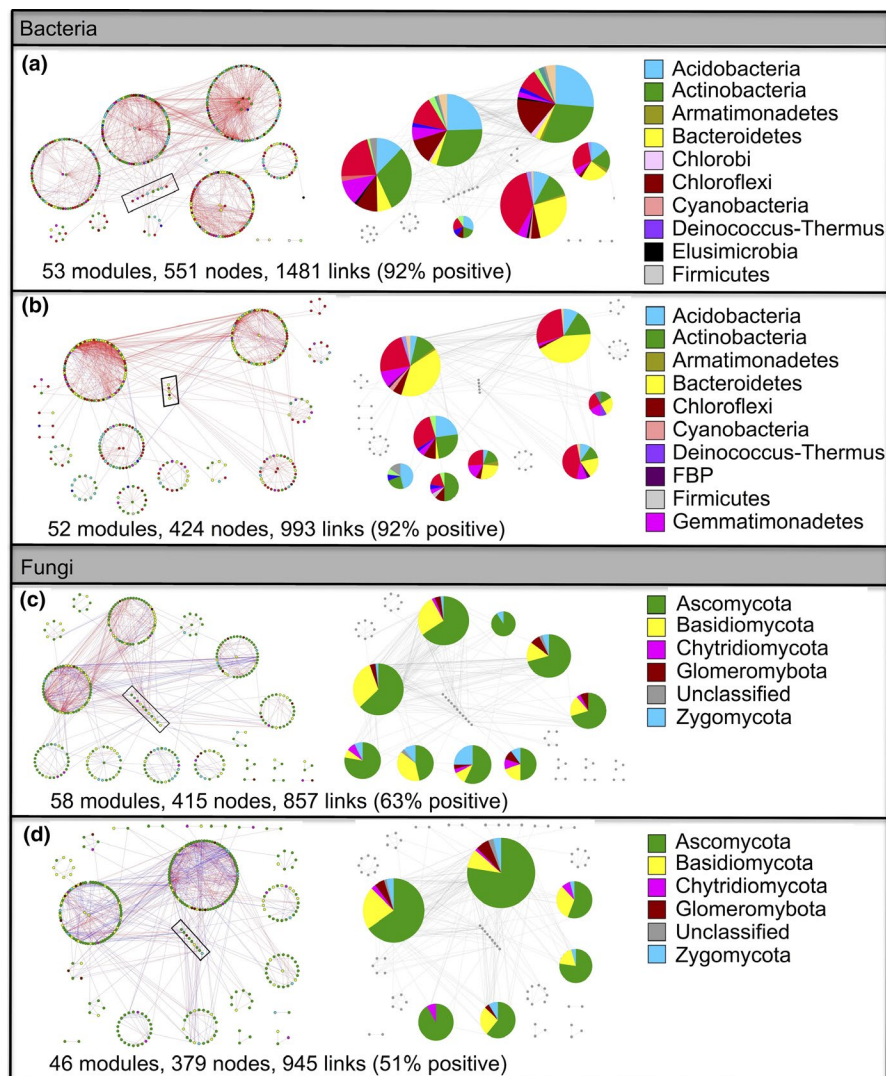 Bacteria
(a)
Acidobacteria
Actinobacteria
Armatimonadetes
Bacteroidetes
Chlorobi
Chloroflexi
Cyanobacteria
Deinococcus-Thermus
Elusimicrobia
Firmicutes
53 modules, 551 nodes, 1481 links (92% positive)
(b)
Acidobacteria
Actinobacteria
Armatimonadetes
Bacteroidetes
Chloroflexi
Cyanobacteria
Deinococcus-Thermus
FBP
Firmicutes
Gemmatimonadetes
52 modules, 424 nodes, 993 links (92% positive)
Fungi
(c)
Ascomycota
Basidiomycota
Chytridiomycota
Glomeromybota
Unclassified
Zygomycota
58 modules, 415 nodes, 857 links (63% positive)
(d)
Ascomycota
Basidiomycota
Chytridiomycota
Glomeromybota
Unclassified
Zygomycota
46 modules, 379 nodes, 945 links (51% positive)